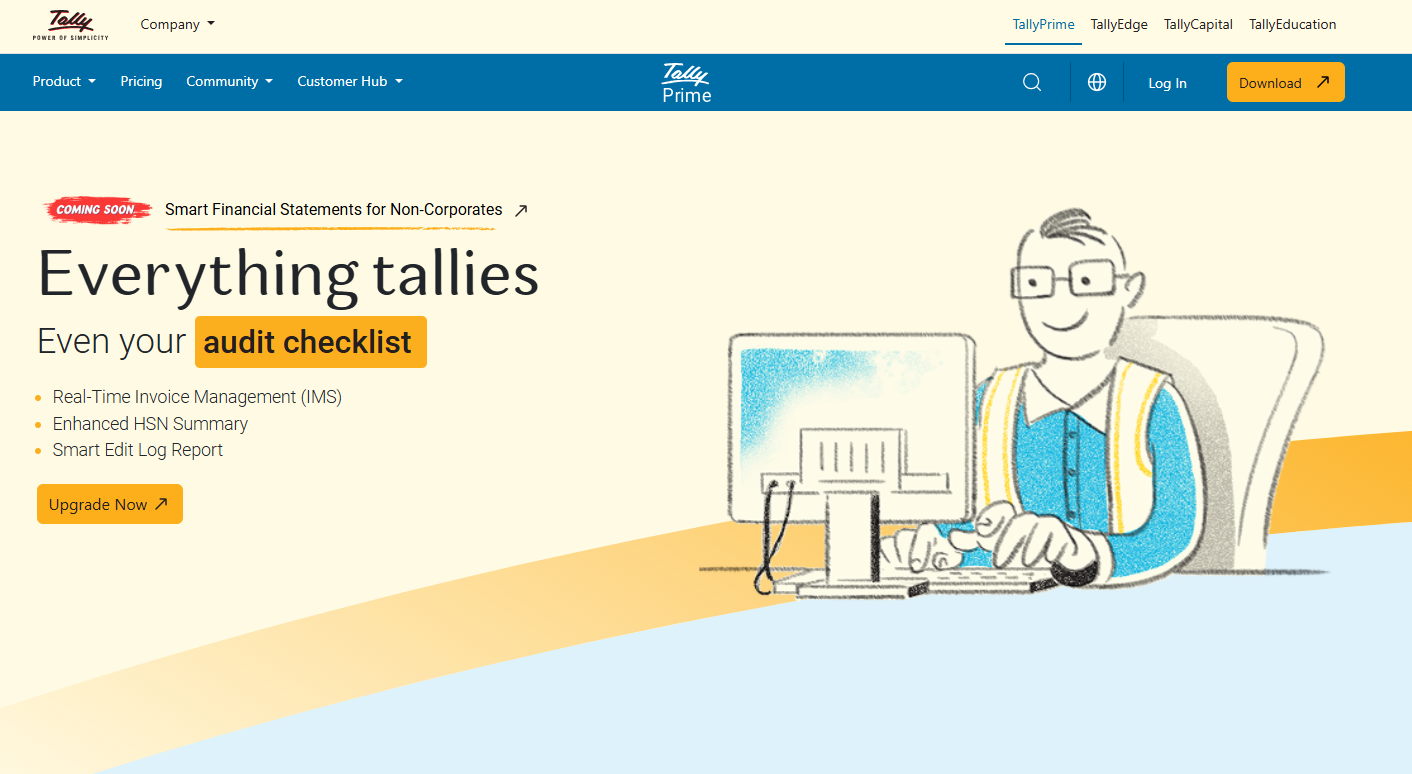 Tally
POWER OF SIMPLICITY
Company
TallyPrime TallyEdge TallyCapital TallyEducation
Product Pricing Community Customer Hub
Tally
Prime
Log In Download
COMING SOON... Smart Financial Statements for Non-Corporates
Everything tallies
Even your audit checklist
Real-Time Invoice Management (IMS)
Enhanced HSN Summary
Smart Edit Log Report
Upgrade Now